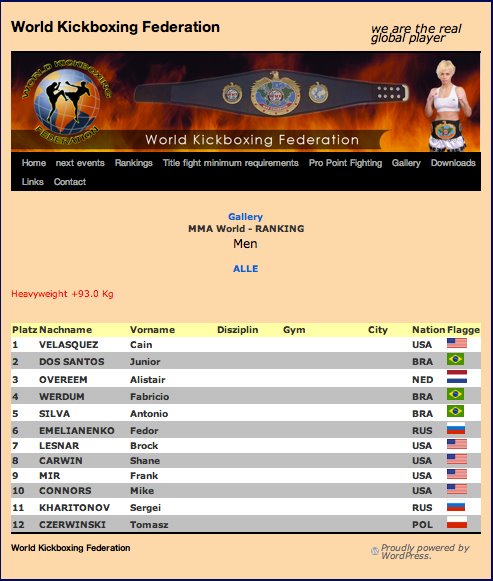 World Kickboxing Federation
we are the real
global player
WORLD KICKBOXING
FEDERATION
World Kickboxing Federation
Home next events Rankings Title fight minimum requirements Pro Point Fighting Gallery Downloads
Links Contact
Gallery
MMA World - RANKING
Men
ALLE
Heavyweight +93.0 Kg
Platz Nachname Vorname Disziplin Gym City Nation Flagge
1 VELASQUEZ Cain USA
2 DOS SANTOS Junior BRA
3 OVEREEM Alistair NED
4 WERDUM Fabricio BRA
5 SILVA Antonio BRA
6 EMELIANENKO Fedor RUS
7 LESNAR Brock USA
8 CARWIN Shane USA
9 MIR Frank USA
10 CONNORS Mike USA
11 KHARITONOV Sergei RUS
12 CZERWINSKI Tomasz POL
World Kickboxing Federation
Proudly powered by
WordPress.